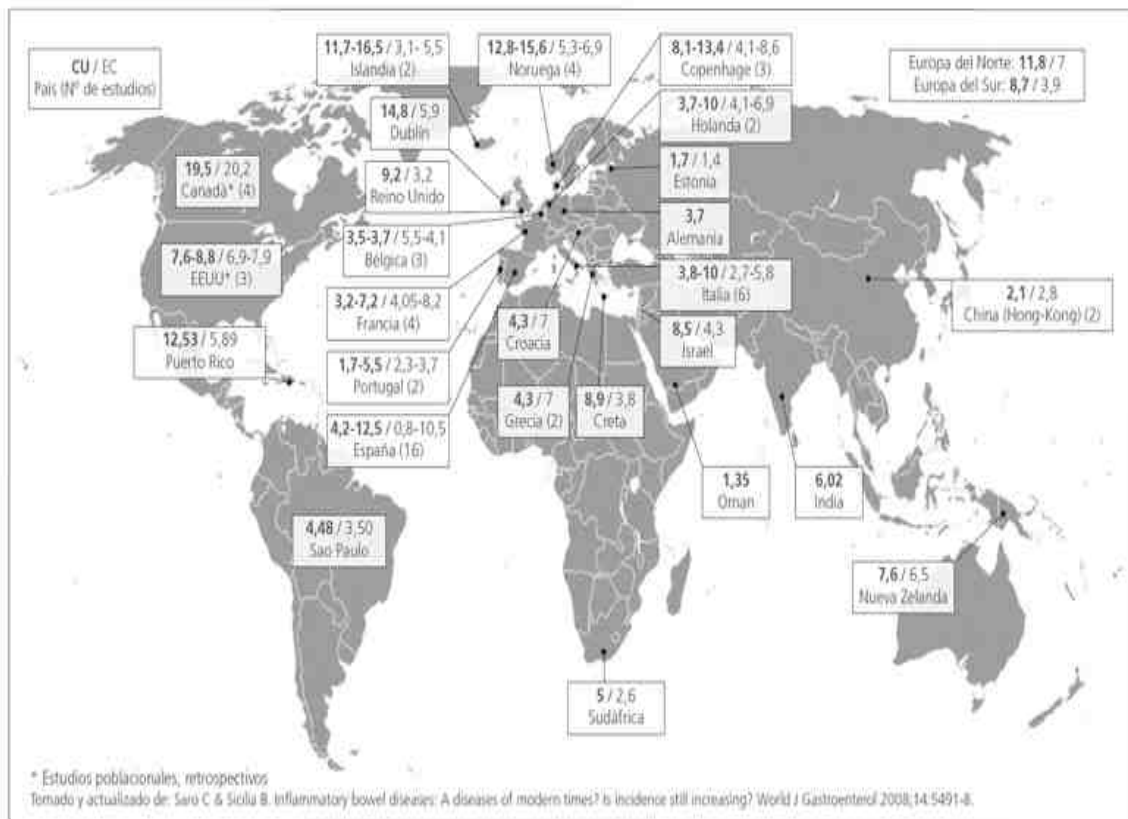 CU / EC
País (Nº de estudios)
11,7-16,5 / 3,1- 5,5
Islandia (2)
12,8-15,6 / 5,3-6,9
Noruega (4)
8,1-13,4 / 4,1-8,6
Copenhage (3)
Europa del Norte: 11,8 / 7
Europa del Sur: 8,7 / 3,9
14,8 / 5,9
Dublín
3,7-10 / 4,1-6,9
Holanda (2)
19,5 / 20,2
Canadá* (4)
9,2 / 3,2
Reino Unido
1,7 / 1,4
Estonia
3,5-3,7 / 5,5-4,1
Bélgica (3)
3,7
Alemania
7,6-8,8 / 6,9-7,9
EEUU* (3)
3,2-7,2 / 4,05-8,2
Francia (4)
3,8-10 / 2,7-5,8
Italia (6)
2,1 / 2,8
China (Hong-Kong) (2)
12,53 / 5,89
Puerto Rico
4,3 / 7
Croacia
8,5 / 4,3
Israel
1,7-5,5 / 2,3-3,7
Portugal (2)
4,3 / 7
Grecia (2)
8,9 / 3,8
Creta
4,2-12,5 / 0,8-10,5
España (16)
1,35
Oman
6,02
India
4,48 / 3,50
Sao Paulo
7,6 / 6,5
Nueva Zelanda
5 / 2,6
Sudáfrica
* Estudios poblacionales, retrospectivos
Tomado y actualizado de: Saro C & Sicilia B. Inflammatory bowel diseases: A diseases of modern times? Is incidence still increasing? World J Gastroenterol 2008;14:5491-8.